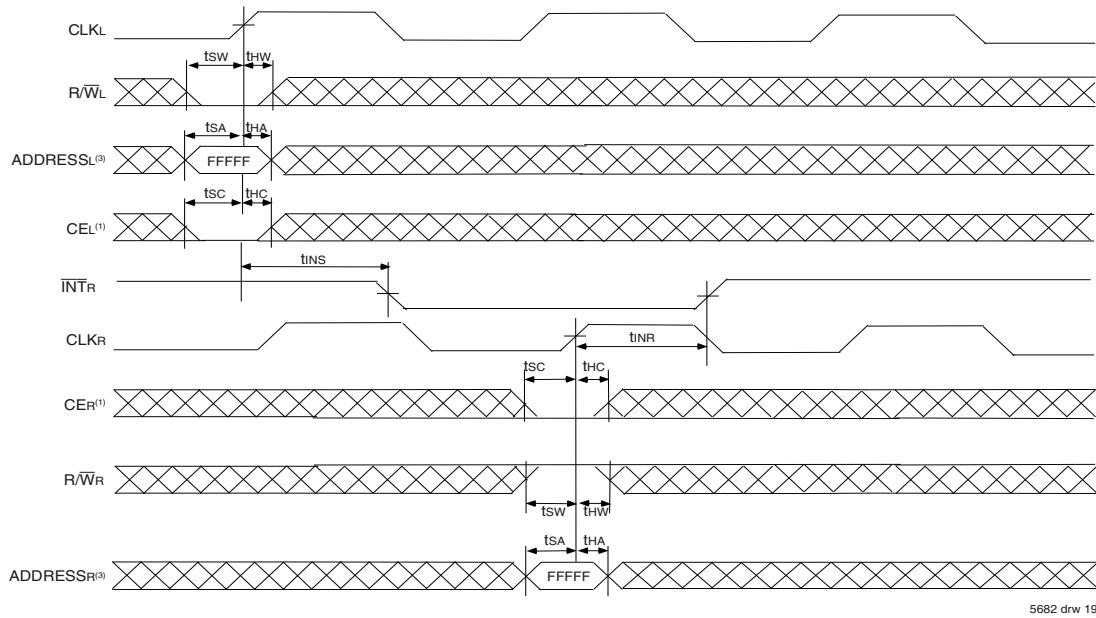 CLKL
tSW tHW
R/WL
tSA tHA
ADDRESSL(3) FFFFF
tSC tHC
CEL(1)
tINS
INTR
CLKR
tINR
tSC tHC
CER(1)
R/WR
tSW tHW
tSA tHA
ADDRESSR(3) FFFFF
5682 drw 19